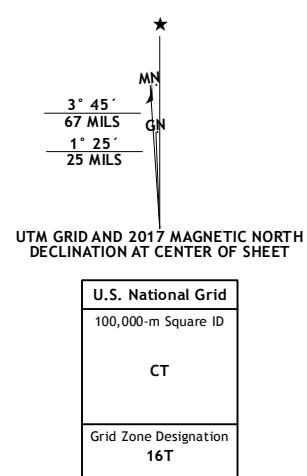 MN
3° 45´
67 MILS
GN
1° 25´
25 MILS
UTM GRID AND 2017 MAGNETIC NORTH
DECLINATION AT CENTER OF SHEET
U.S. National Grid
100,000-m Square ID
CT
Grid Zone Designation
16T